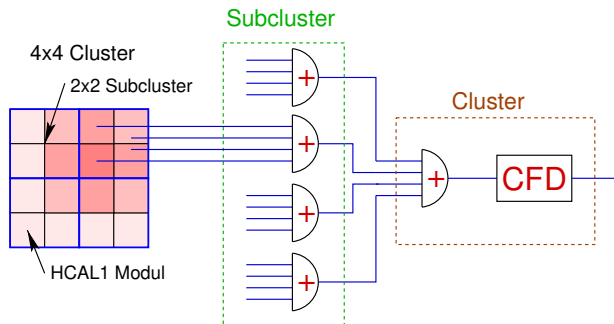 Subcluster
4x4 Cluster
2x2 Subcluster
+
Cluster
+
+
CFD
+
HCAL1 Modul
+